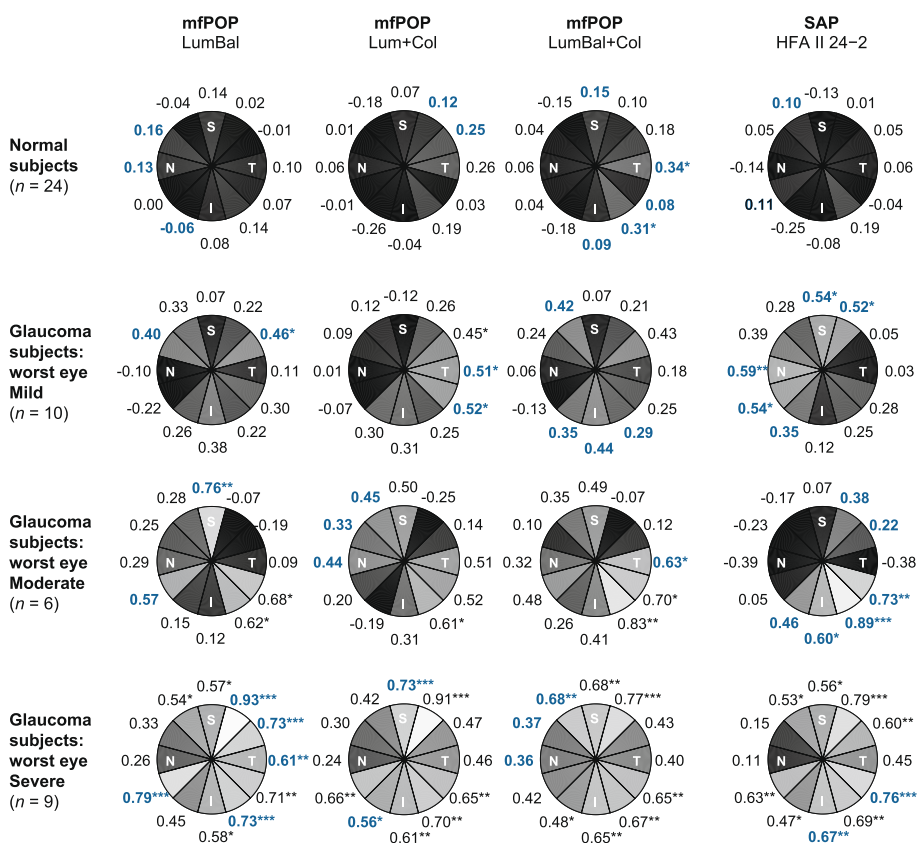 mfPOP mfPOP mfPOP SAP
LumBal Lum+Col LumBal+Col HFA II 24−2
Normal
subjects
(n = 24)
0.14 0.02 -0.01 0.10 0.07 0.14 0.08 -0.06 0.00 0.13 0.16 -0.04
S T I N
0.07 0.12 0.25 0.26 0.03 0.19 -0.04 -0.26 -0.01 0.06 0.01 -0.18
S T I N
0.15 0.10 0.18 0.34* 0.08 0.31* 0.09 -0.18 0.04 0.06 0.04 -0.15
S T I N
-0.13 0.01 0.05 0.06 -0.04 0.19 -0.08 -0.25 0.11 -0.14 0.05 0.10
S T I N
Glaucoma
subjects:
worst eye
Mild
(n = 10)
0.07 0.22 0.46* 0.11 0.30 0.22 0.38 0.26 -0.22 -0.10 0.40 0.33
S T I N
-0.12 0.26 0.45* 0.51* 0.52* 0.25 0.31 0.30 -0.07 0.01 0.09 0.12
S T I N
0.07 0.21 0.43 0.18 0.25 0.29 0.44 0.35 -0.13 0.06 0.24 0.42
S T I N
0.54* 0.52* 0.05 0.03 0.28 0.25 0.12 0.35 0.54* 0.59** 0.39 0.28
S T I N
Glaucoma
subjects:
worst eye
Moderate
(n = 6)
0.76** -0.07 -0.19 0.09 0.68* 0.62* 0.12 0.15 0.57 0.29 0.25 0.28
S T I N
0.50 -0.25 0.14 0.51 0.52 0.61* 0.31 -0.19 0.20 0.44 0.33 0.45
S T I N
0.49 -0.07 0.12 0.63* 0.70* 0.83** 0.41 0.26 0.48 0.32 0.10 0.35
S T I N
0.07 0.38 0.22 -0.38 0.73** 0.89*** 0.60* 0.46 0.05 -0.39 -0.23 -0.17
S T I N
Glaucoma
subjects:
worst eye
Severe
(n = 9)
0.57* 0.93*** 0.73*** 0.61** 0.71** 0.73*** 0.58* 0.45 0.79*** 0.26 0.33 0.54*
S T I N
0.73*** 0.91*** 0.47 0.46 0.65** 0.70** 0.61** 0.56* 0.66** 0.24 0.30 0.42
S T I N
0.68** 0.77*** 0.43 0.40 0.65** 0.67** 0.65** 0.48* 0.42 0.36 0.37 0.68**
S T I N
0.56* 0.79*** 0.60** 0.45 0.76*** 0.69** 0.67** 0.47* 0.63** 0.11 0.15 0.53*
S T I N